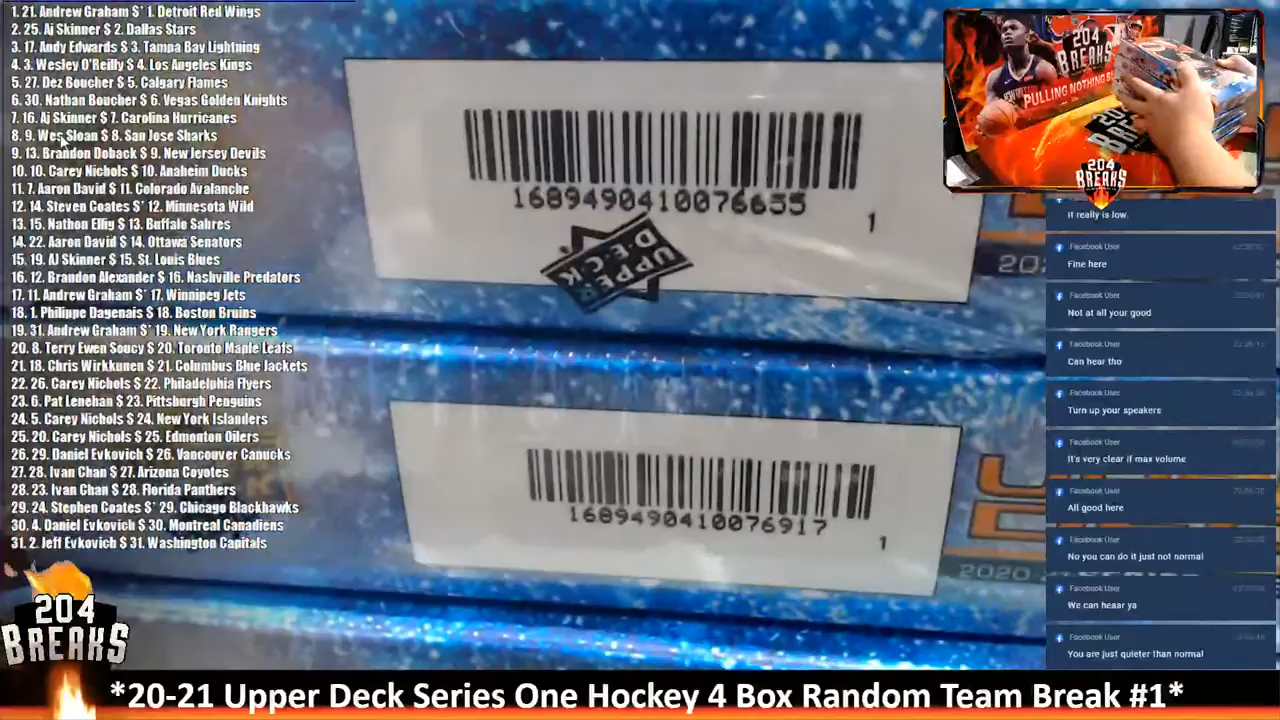 1. 21. Andrew Graham $* 1. Detroit Red Wings
2. 25. Aj Skinner $ 2. Dallas Stars
3. 17. Andy Edwards $ 3. Tampa Bay Lightning
4. 3. Wesley O'Reilly $ 4. Los Angeles Kings
5. 27. Dez Boucher $ 5. Calgary Flames
6. 30. Nathan Boucher $ 6. Vegas Golden Knights
7. 16. Aj Skinner $ 7. Carolina Hurricanes
8. 9. Wes Sloan $ 8. San Jose Sharks
9. 13. Brandon Doback $ 9. New Jersey Devils
10. 10. Carey Nichols $ 10. Anaheim Ducks
11. 7. Aaron David $ 11. Colorado Avalanche
12. 14. Steven Coates $* 12. Minnesota Wild
13. 15. Nathon Ellig $ 13. Buffalo Sabres
14. 22. Aaron David $ 14. Ottawa Senators
15. 19. AJ Skinner $ 15. St. Louis Blues
16. 12. Brandon Alexander $ 16. Nashville Predators
17. 11. Andrew Graham $* 17. Winnipeg Jets
18. 1. Philippe Dagenais $ 18. Boston Bruins
19. 31. Andrew Graham $* 19. New York Rangers
20. 8. Terry Ewen Soucy $ 20. Toronto Maple Leafs
21. 18. Chris Wirkkunen $ 21. Columbus Blue Jackets
22. 26. Carey Nichols $ 22. Philadelphia Flyers
23. 6. Pat Lenehan $ 23. Pittsburgh Penguins
24. 5. Carey Nichols $ 24. New York Islanders
25. 20. Carey Nichols $ 25. Edmonton Oilers
26. 29. Daniel Evkovich $ 26. Vancouver Canucks
27. 28. Ivan Chan $ 27. Arizona Coyotes
28. 23. Ivan Chan $ 28. Florida Panthers
29. 24. Stephen Coates $* 29. Chicago Blackhawks
30. 4. Daniel Evkovich $ 30. Montreal Canadiens
31. 2. Jeff Evkovich $ 31. Washington Capitals
1689490410076655
1
UPPER
DECK
202
1689490410076917
1
2020
204
BREAKS
PULLING NOTHING BU
204
BREAKS
It really is low
Facebook User
Fine here
Facebook User
Not at all your good
Facebook User
Can hear tho
Facebook User
Turn up your speakers
Facebook User
It's very clear if max volume
Facebook User
All good here
Facebook User
No you can do it just not normal
Facebook User
We can heaar ya
Facebook User
You are just quieter than normal
204
BREAKS
*20-21 Upper Deck Series One Hockey 4 Box Random Team Break #1*